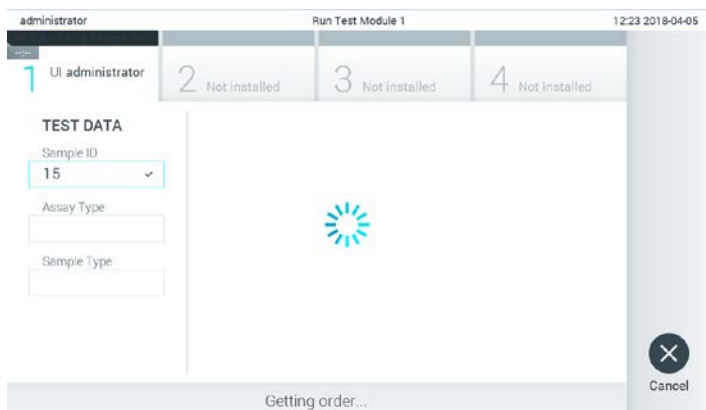 administrator Run Test Module 1 12:23 2018-04-05
1 UI administrator 2 Not installed 3 Not installed 4 Not installed
TEST DATA
Sample ID
15
Assay Type
Sample Type
Cancel
Getting order...